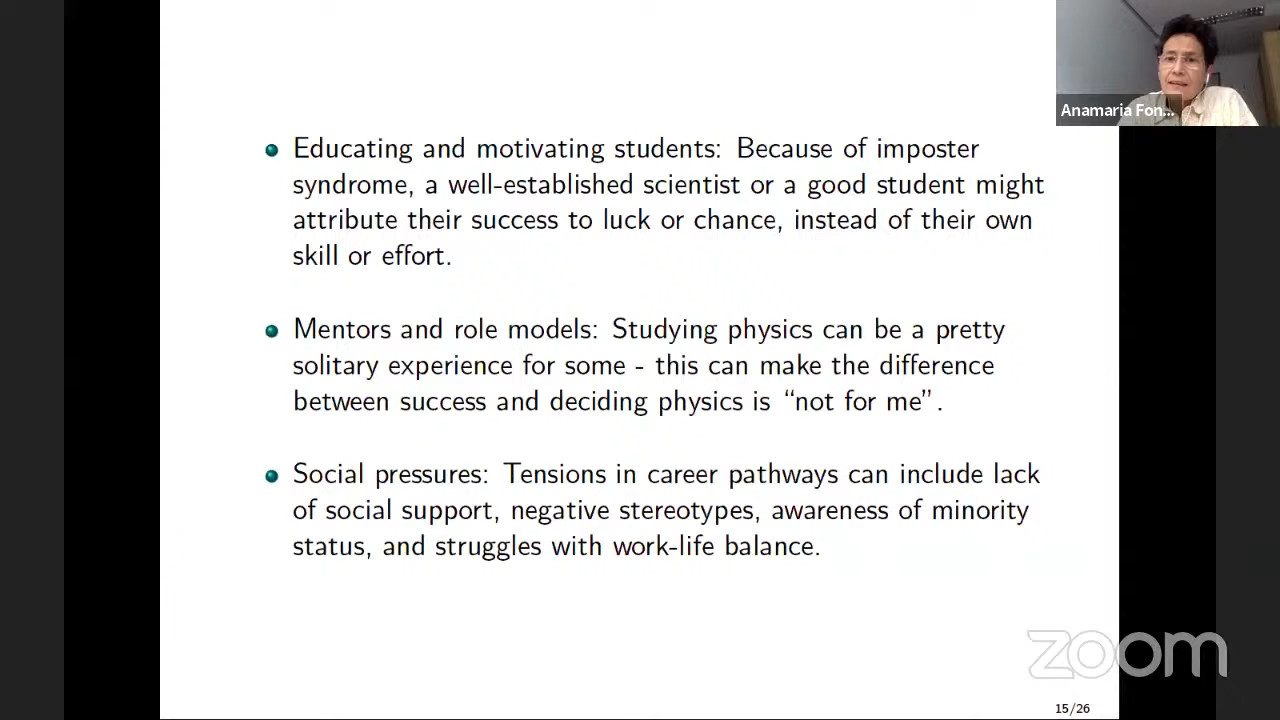 Anamaria Fon...
Educating and motivating students: Because of imposter
syndrome, a well-established scientist or a good student might
attribute their success to luck or chance, instead of their own
skill or effort.
Mentors and role models: Studying physics can be a pretty
solitary experience for some - this can make the difference
between success and deciding physics is “not for me”.
Social pressures: Tensions in career pathways can include lack
of social support, negative stereotypes, awareness of minority
status, and struggles with work-life balance.
zoom
15/26